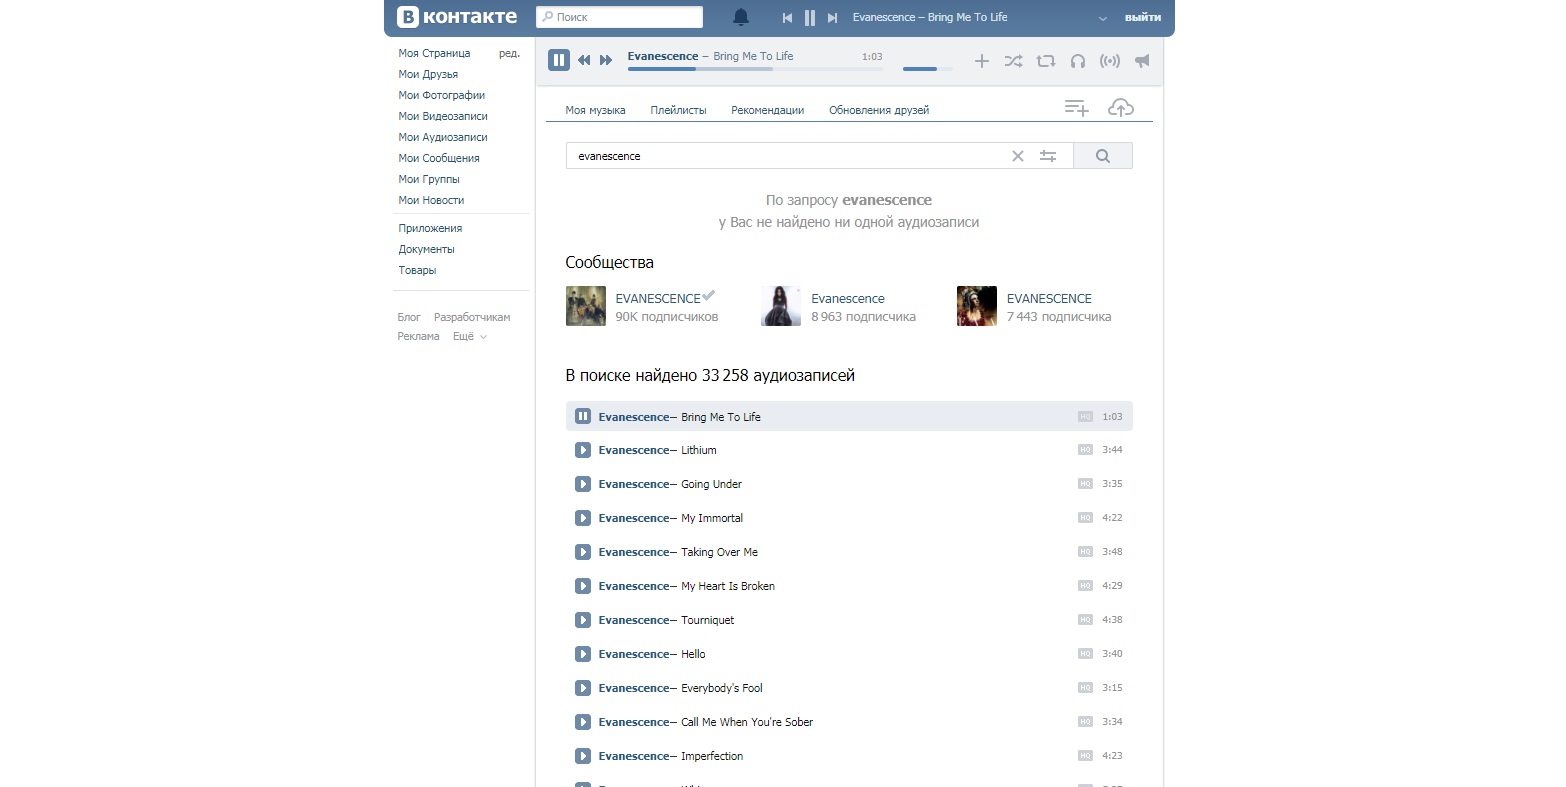 В контакте
Поиск
Evanescence – Bring Me To Life
выйти
Моя Страница ред.
Мои Друзья
Мои Фотографии
Мои Видеозаписи
Мои Аудиозаписи
Мои Сообщения
Мои Группы
Мои Новости
Приложения
Документы
Товары
Блог Разработчикам
Реклама Ещё
Evanescence – Bring Me To Life 1:03
Моя музыка Плейлисты Рекомендации Обновления друзей
evanescence
По запросу evanescence
у Вас не найдено ни одной аудиозаписи
Сообщества
EVANESCENCE
90K подписчиков
Evanescence
8 963 подписчика
EVANESCENCE
7 443 подписчика
В поиске найдено 33 258 аудиозаписей
Evanescence– Bring Me To Life HQ 1:03
Evanescence– Lithium HQ 3:44
Evanescence– Going Under HQ 3:35
Evanescence– My Immortal HQ 4:22
Evanescence– Taking Over Me HQ 3:48
Evanescence– My Heart Is Broken HQ 4:29
Evanescence– Tourniquet HQ 4:38
Evanescence– Hello HQ 3:40
Evanescence– Everybody's Fool HQ 3:15
Evanescence– Call Me When You're Sober HQ 3:34
Evanescence– Imperfection HQ 4:23